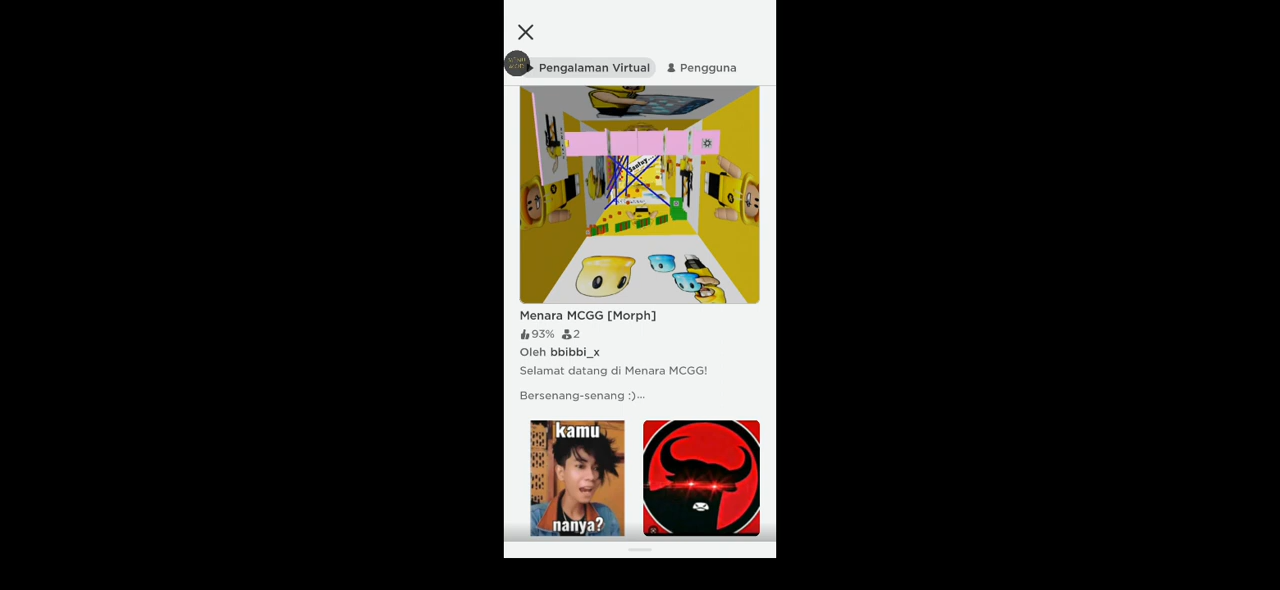 Pengalaman Virtual
Pengguna
Menara MCGG [Morph]
93% 2
Oleh bbibbi_x
Selamat datang di Menara MCGG!
Bersenang-senang :)...
kamu
nanya?